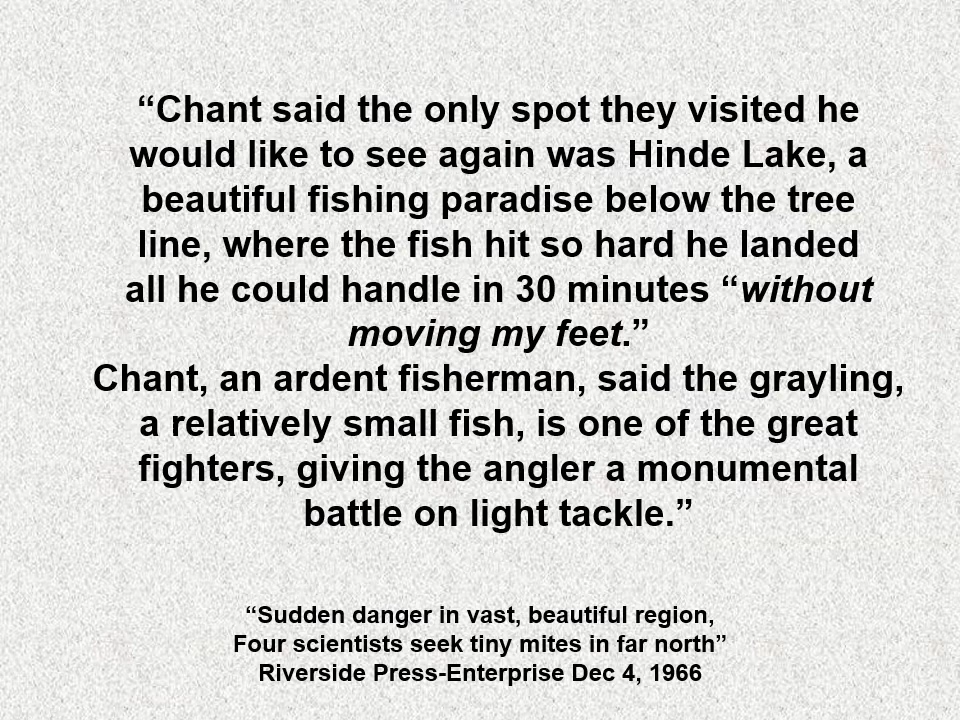 “Chant said the only spot they visited he
would like to see again was Hinde Lake, a
beautiful fishing paradise below the tree
line, where the fish hit so hard he landed
all he could handle in 30 minutes “without
moving my feet.”
Chant, an ardent fisherman, said the grayling,
a relatively small fish, is one of the great
fighters, giving the angler a monumental
battle on light tackle.”
“Sudden danger in vast, beautiful region,
Four scientists seek tiny mites in far north”
Riverside Press-Enterprise Dec 4, 1966